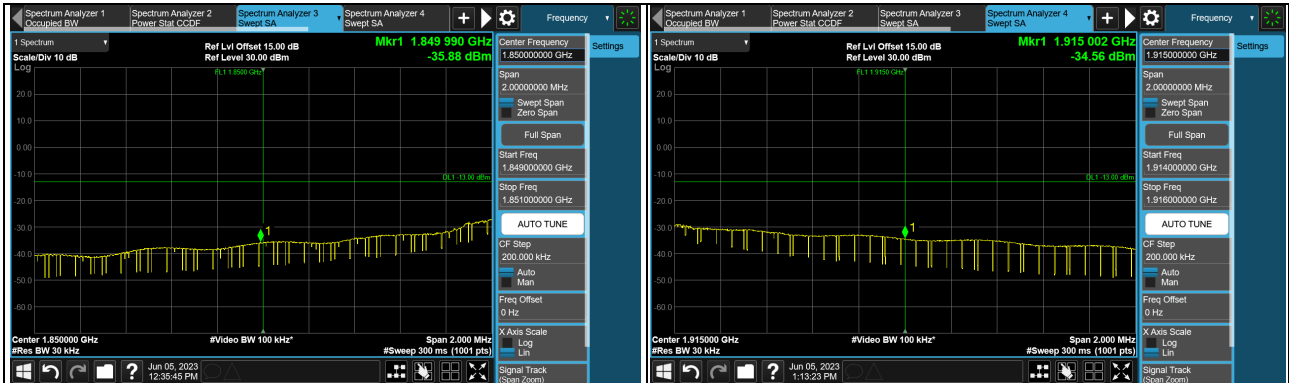 Spectrum Analyzer 1
Occupied BW
Spectrum Analyzer 2
Power Stat CCDF
Spectrum Analyzer 3
Swept SA
Spectrum Analyzer 4
Swept SA
+
Frequency
1 Spectrum
Scale/Div 10 dB
Log
Ref Lvl Offset 15.00 dB
Ref Level 30.00 dBm
Mkr1 1.849 990 GHz
-35.88 dBm
FL1 1.8500 GHz
20.0
10.0
0.00
-10.0
-20.0
-30.0
-40.0
-50.0
-60.0
DL1 -13.00 dBm
1
Center 1.850000 GHz
#Res BW 30 kHz
#Video BW 100 kHz*
Span 2.000 MHz
#Sweep 300 ms (1001 pts)
Center Frequency
1.850000000 GHz
Settings
Span
2.00000000 MHz
Swept Span
Zero Span
Full Span
Start Freq
1.849000000 GHz
Stop Freq
1.851000000 GHz
AUTO TUNE
CF Step
200.000 kHz
Auto
Man
Freq Offset
0 Hz
X Axis Scale
Log
Lin
Signal Track
(Span Zoom)
?
Jun 05, 2023
12:35:45 PM
Spectrum Analyzer 1
Occupied BW
Spectrum Analyzer 2
Power Stat CCDF
Spectrum Analyzer 3
Swept SA
Spectrum Analyzer 4
Swept SA
+
Frequency
1 Spectrum
Scale/Div 10 dB
Log
Ref Lvl Offset 15.00 dB
Ref Level 30.00 dBm
Mkr1 1.915 002 GHz
-34.56 dBm
FL1 1.9150 GHz
20.0
10.0
0.00
-10.0
-20.0
-30.0
-40.0
-50.0
-60.0
DL1 -13.00 dBm
1
Center 1.915000 GHz
#Res BW 30 kHz
#Video BW 100 kHz*
Span 2.000 MHz
#Sweep 300 ms (1001 pts)
Center Frequency
1.915000000 GHz
Settings
Span
2.00000000 MHz
Swept Span
Zero Span
Full Span
Start Freq
1.914000000 GHz
Stop Freq
1.916000000 GHz
AUTO TUNE
CF Step
200.000 kHz
Auto
Man
Freq Offset
0 Hz
X Axis Scale
Log
Lin
Signal Track
(Span Zoom)
?
Jun 05, 2023
1:13:23 PM